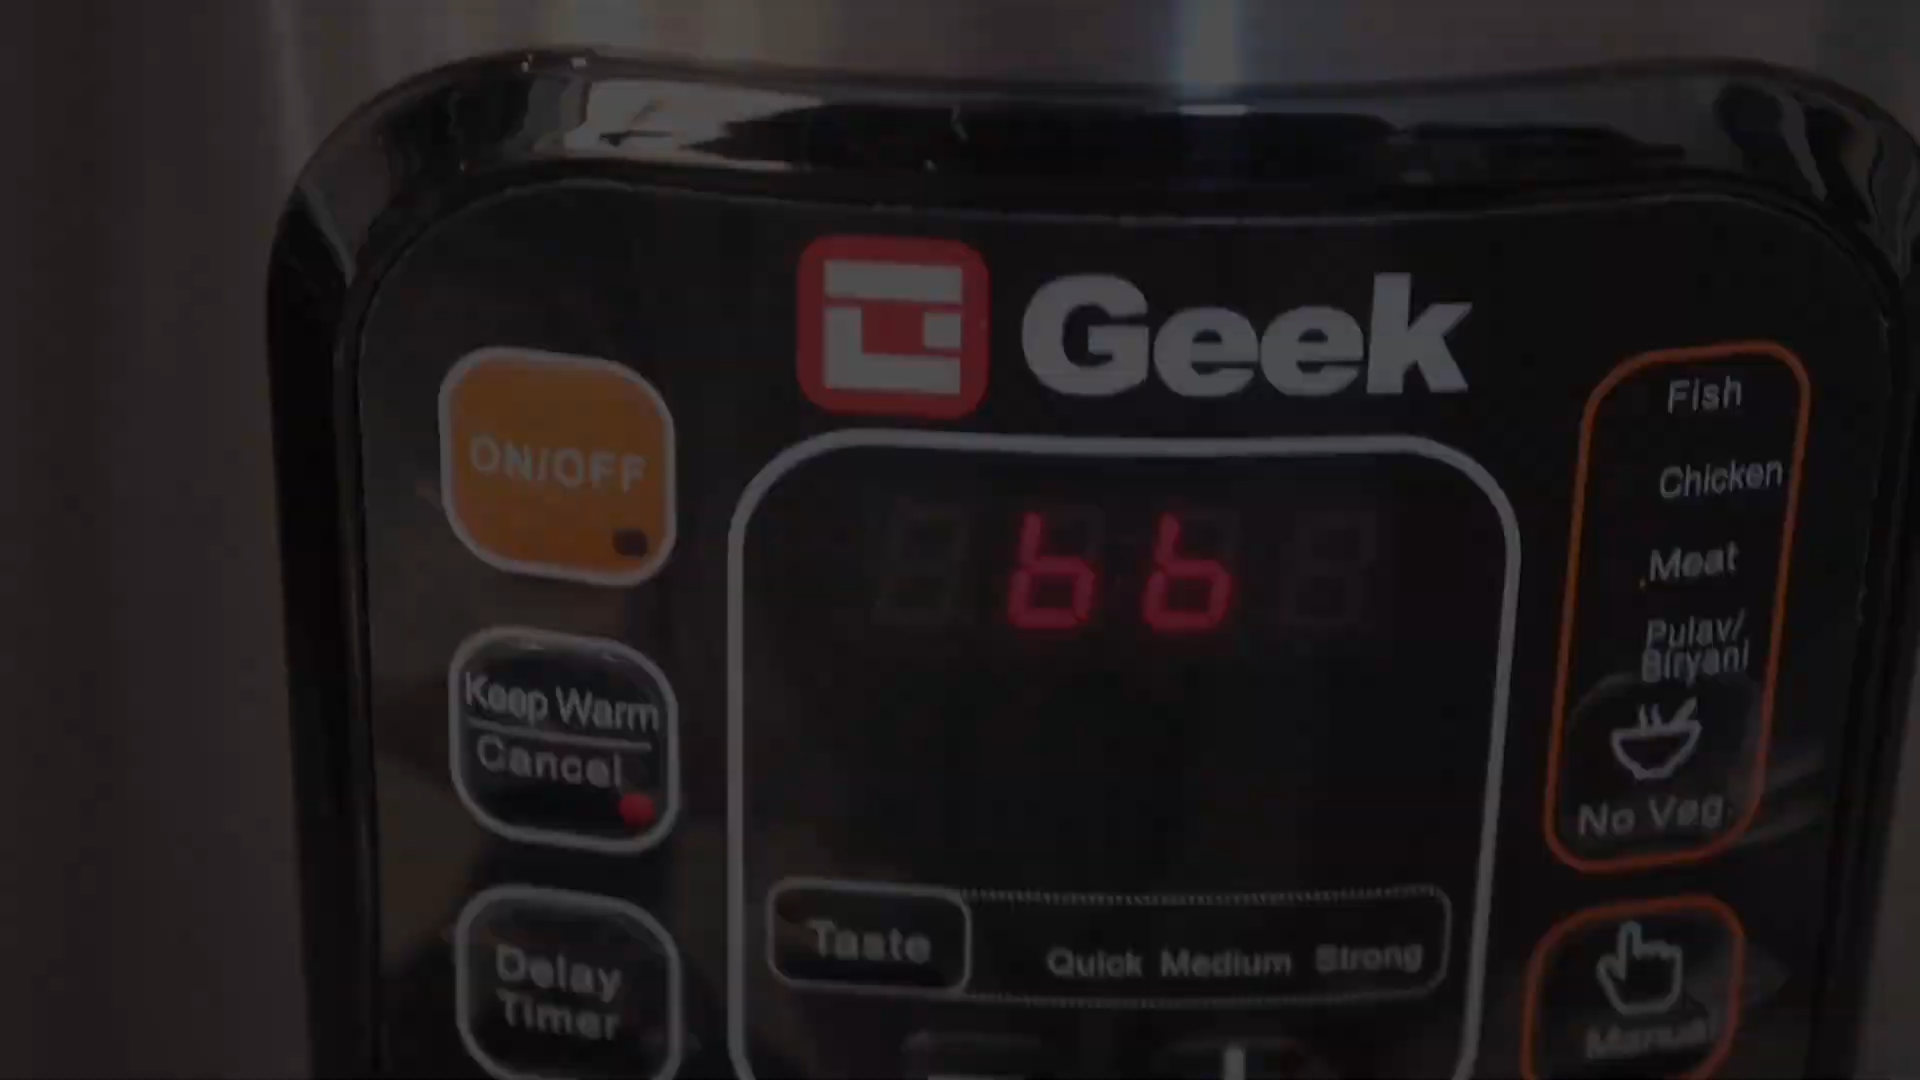 Geek
ON/OFF
bb
Fish
Chicken
Meat
Pulav/
Biryani
No Veg.
Keep Warm
Cancel
Delay
Timer
Taste
Quick Medium Strong
Manual